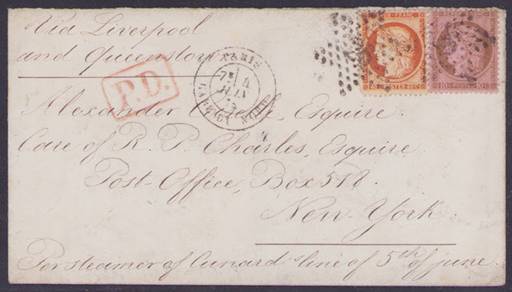 Via Liverpool
and Queenstown
PARIS
P.D.
Alexander Esquire
Care of R. P. Charles, Esquire
Post-Office, Box 518.
New York.
Per steamer of Cunard line of 5th of june